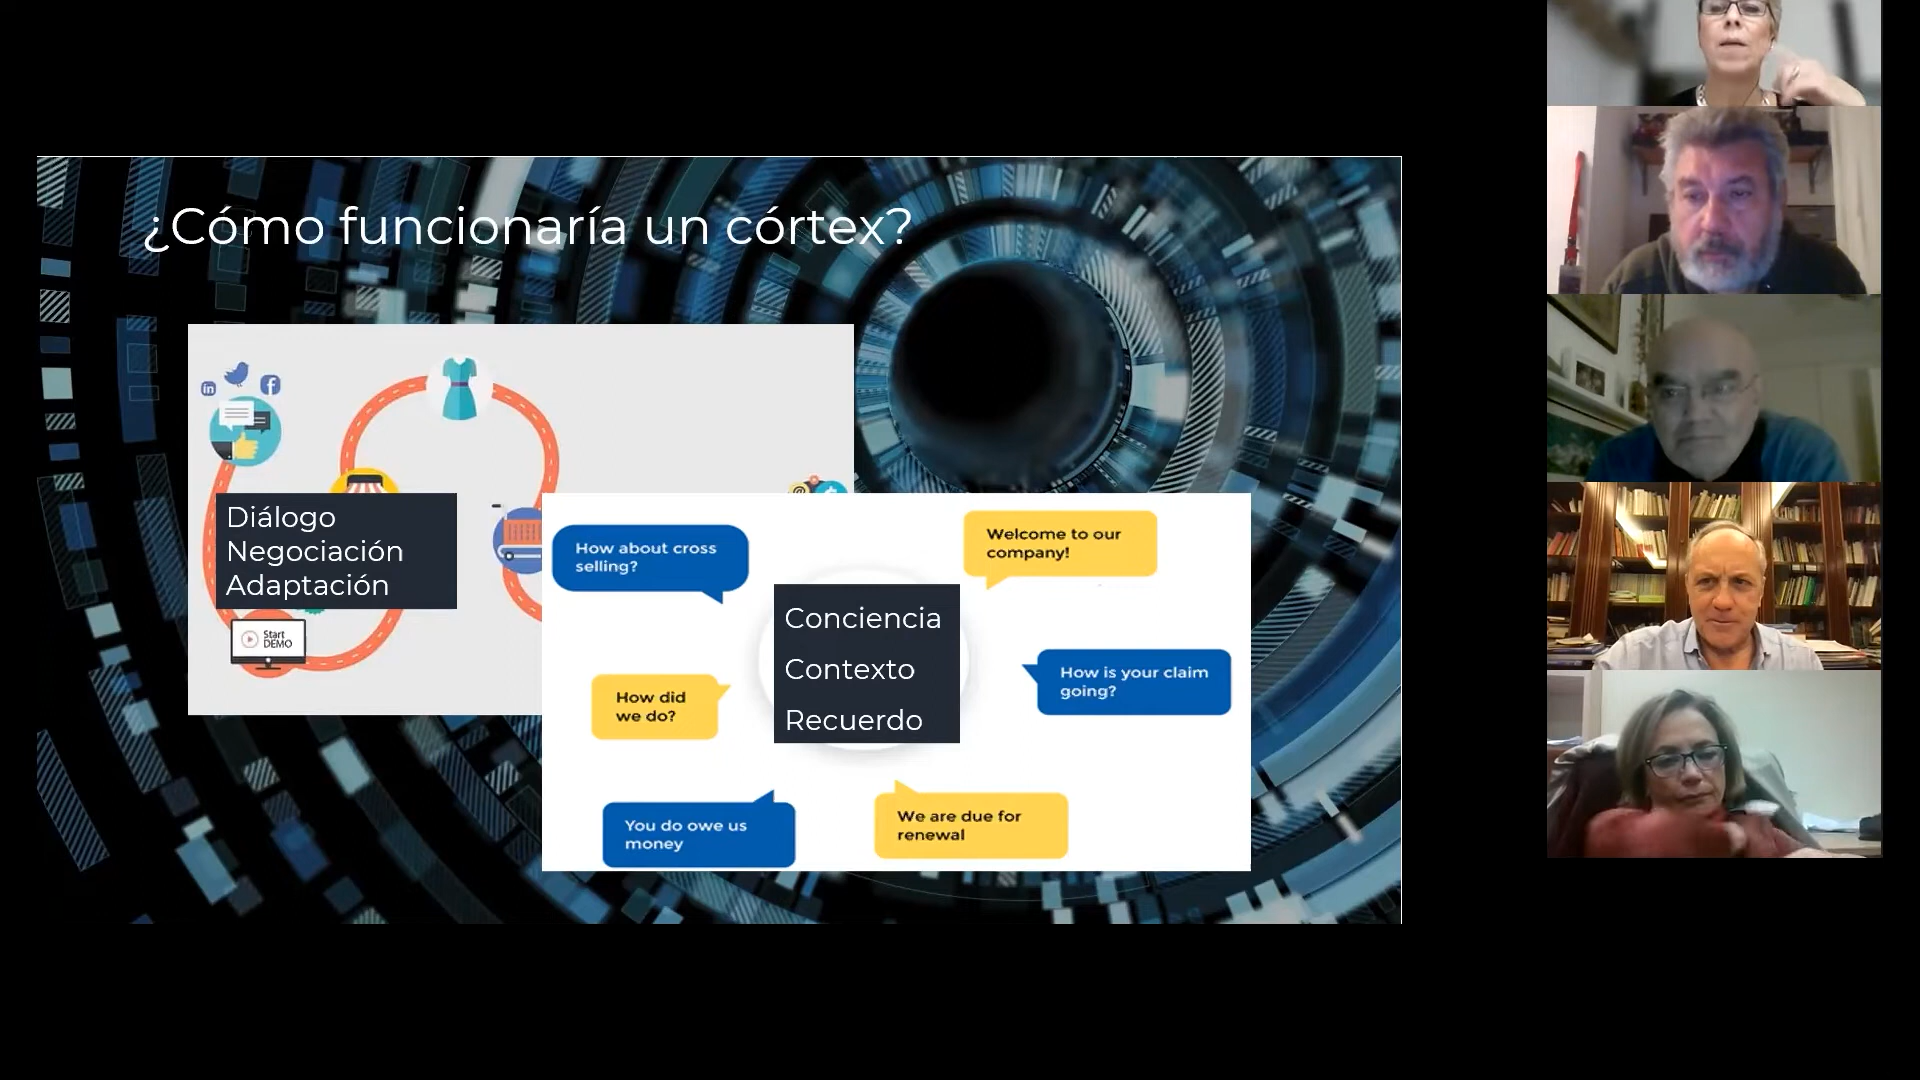 ¿Cómo funcionaría un córtex?
in
f
Diálogo
Negociación
Adaptación
Start
DEMO
How about cross
selling?
Welcome to our
company!
Conciencia
Contexto
Recuerdo
How is your claim
going?
How did
we do?
You do owe us
money
We are due for
renewal